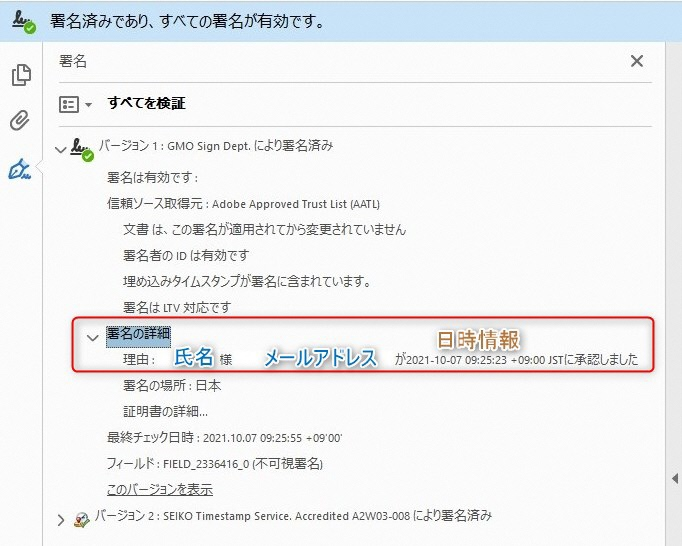 署名済みであり、すべての署名が有効です。
署名
すべてを検証
バージョン 1 : GMO Sign Dept. により署名済み
署名は有効です :
信頼ソース取得元 : Adobe Approved Trust List (AATL)
文書 は、この署名が適用されてから変更されていません
署名者の ID は有効です
埋め込みタイムスタンプが署名に含まれています。
署名は LTV 対応です
署名の詳細
日時情報
理由 : 氏名 様 メールアドレス が2021-10-07 09:25:23 +09:00 JSTに承認しました
署名の場所 : 日本
証明書の詳細...
最終チェック日時 : 2021.10.07 09:25:55 +09'00'
フィールド : FIELD_2336416_0 (不可視署名)
このバージョンを表示
バージョン 2 : SEIKO Timestamp Service. Accredited A2W03-008 により署名済み